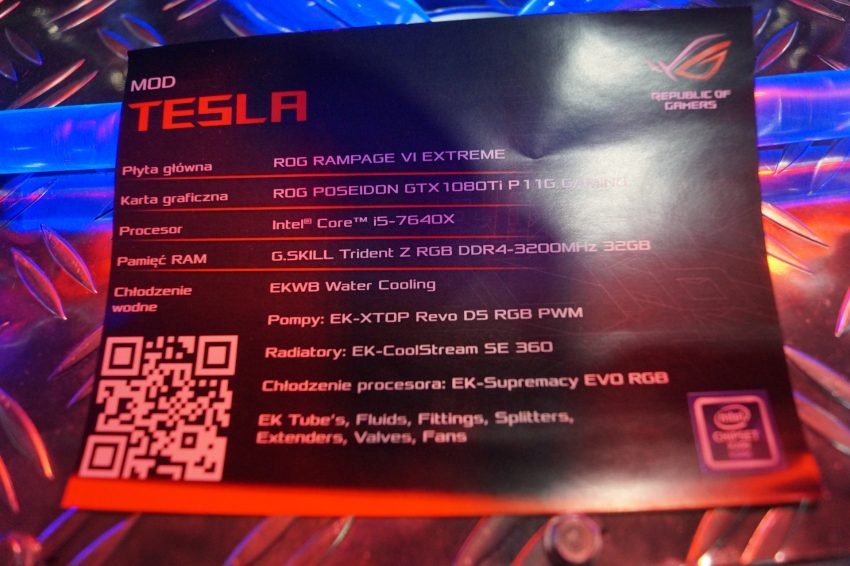 MOD
TESLA
REPUBLIC OF
GAMERS
Płyta główna ROG RAMPAGE VI EXTREME
Karta graficzna ROG POSEIDON GTX1080Ti P11G GAMING
Procesor Intel® Core™ i5-7640X
Pamięć RAM G.SKILL Trident Z RGB DDR4-3200MHz 32GB
Chłodzenie EKWB Water Cooling
wodne
Pompy: EK-XTOP Revo D5 RGB PWM
Radiatory: EK-CoolStream SE 360
Chłodzenie procesora: EK-Supremacy EVO RGB
EK Tube's, Fluids, Fittings, Splitters,
Extenders, Valves, Fans
intel
CHIPSET